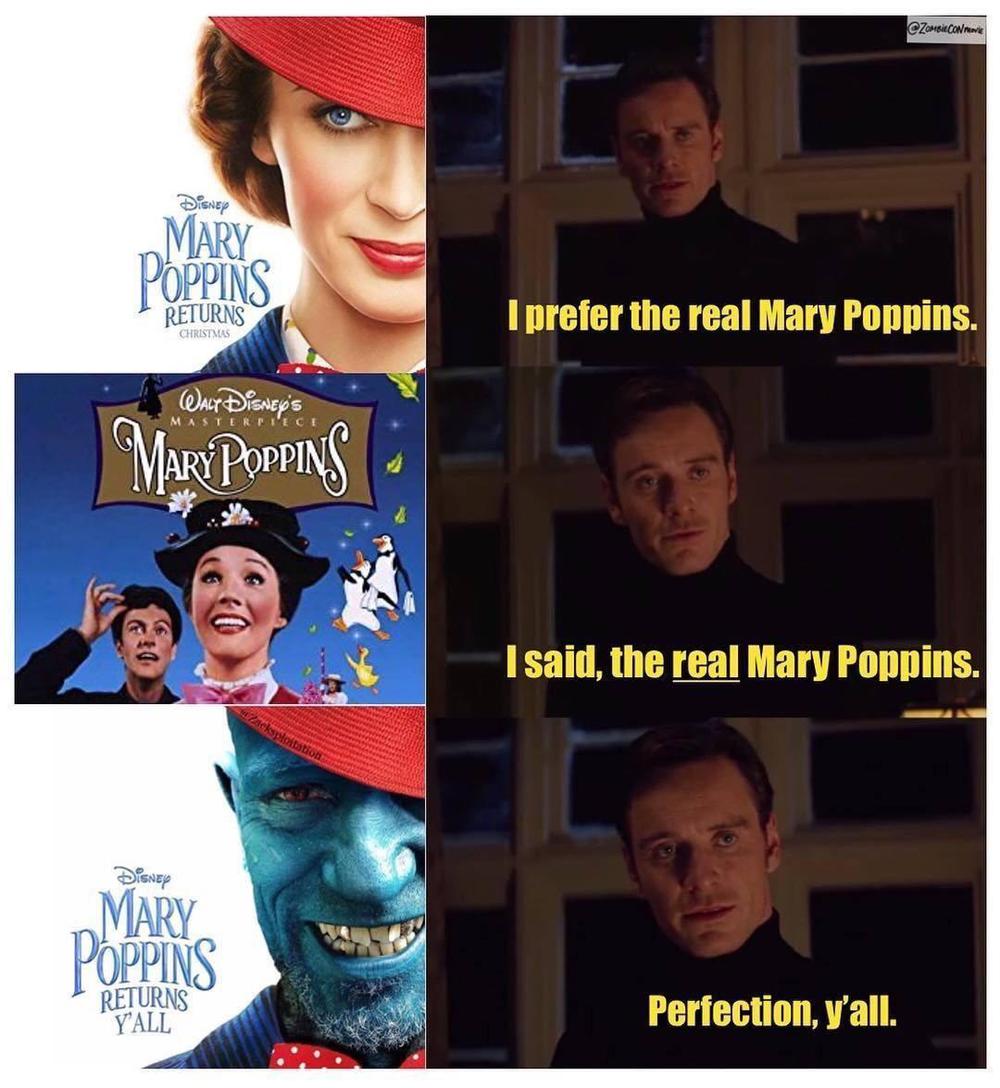 @ZombieCONmovie
DISNEY
MARY
POPPINS
RETURNS
CHRISTMAS
I prefer the real Mary Poppins.
WALT DISNEY'S
MASTERPIECE
MARY POPPINS
I said, the real Mary Poppins.
@Zacksploitation
DISNEY
MARY
POPPINS
RETURNS
Y'ALL
Perfection, y'all.